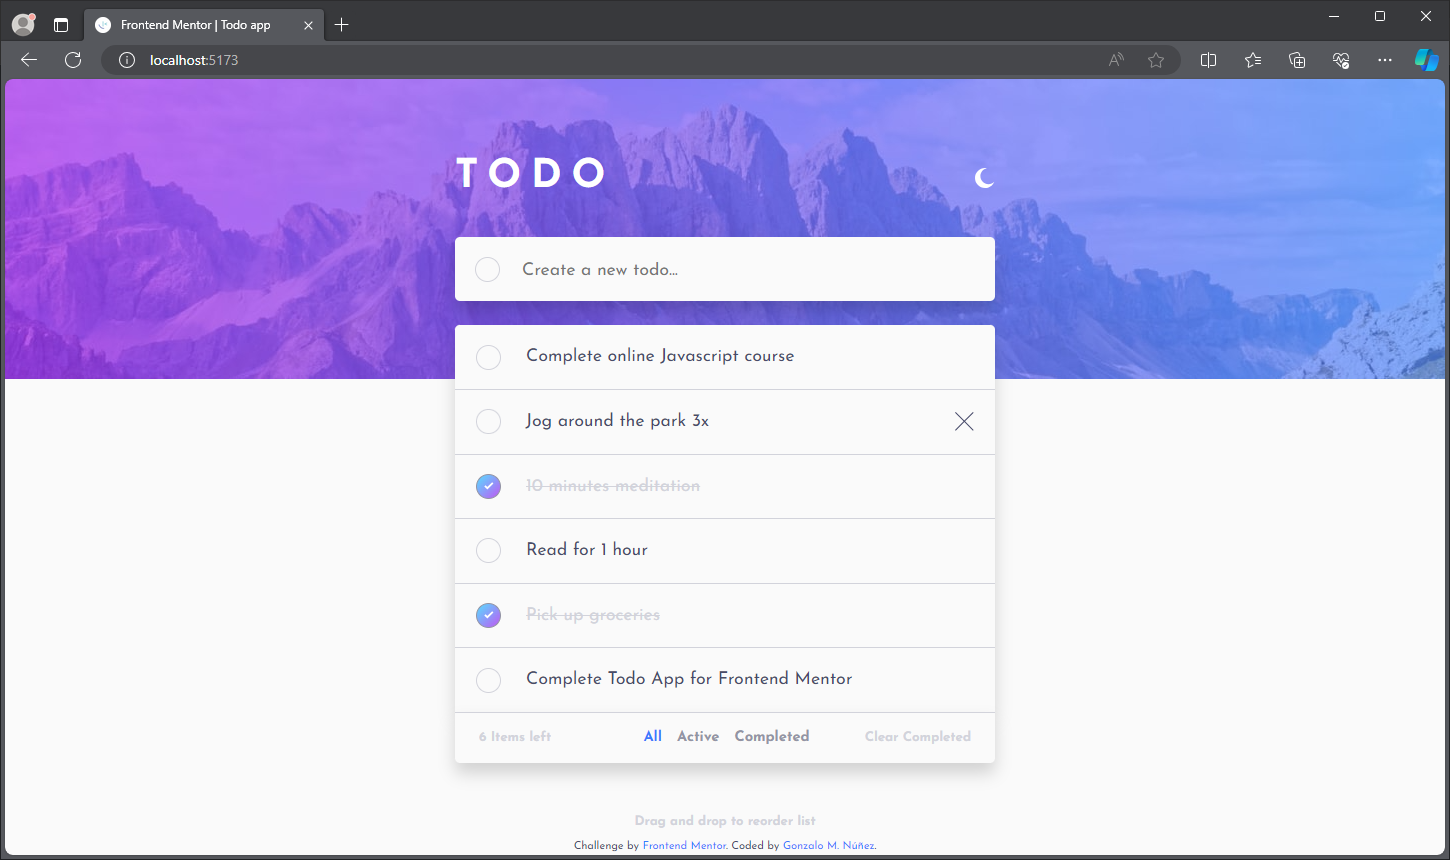 Frontend Mentor | Todo app
localhost:5173
TODO
Create a new todo...
Complete online Javascript course
Jog around the park 3x
10 minutes meditation
Read for 1 hour
Pick up groceries
Complete Todo App for Frontend Mentor
6 Items left All Active Completed Clear Completed
Drag and drop to reorder list
Challenge by Frontend Mentor. Coded by Gonzalo M. Núñez.